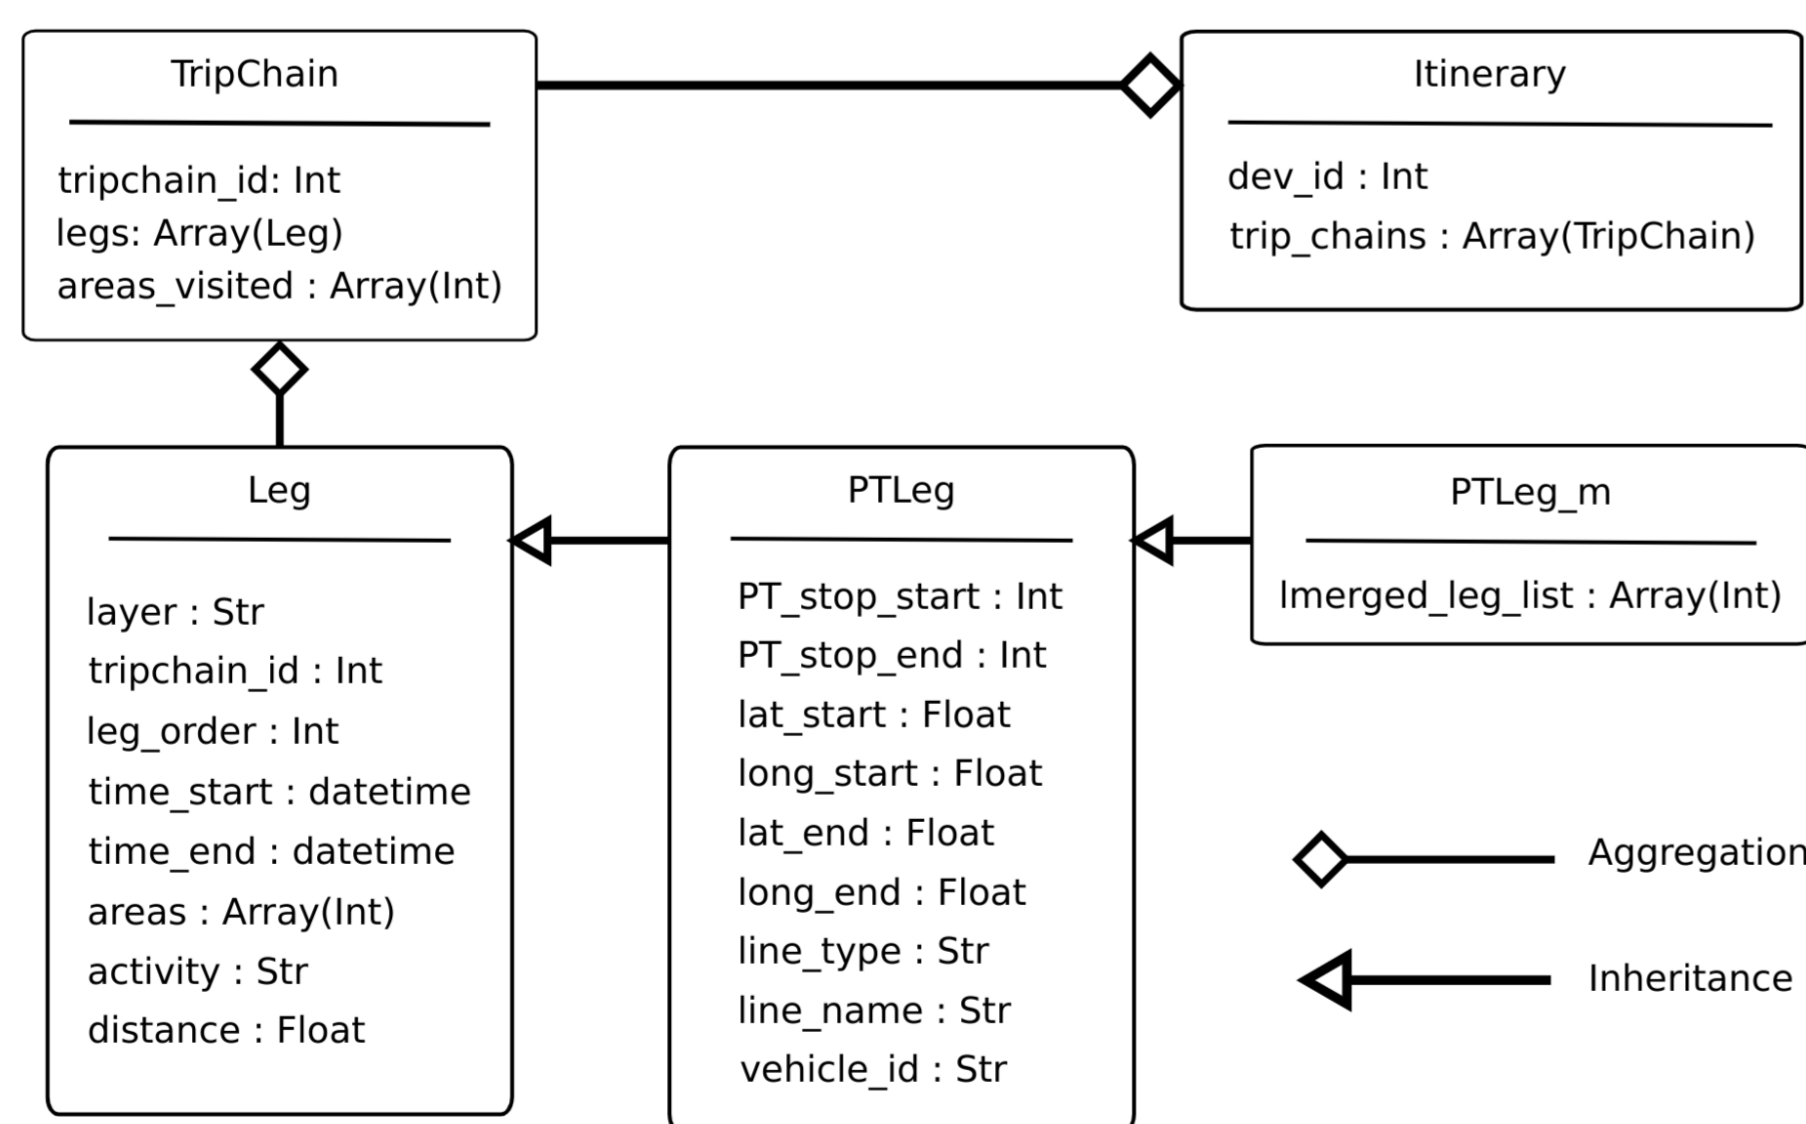 TripChain
tripchain_id: Int
legs: Array(Leg)
areas_visited : Array(Int)
Itinerary
dev_id : Int
trip_chains : Array(TripChain)
Leg
layer : Str
tripchain_id : Int
leg_order : Int
time_start : datetime
time_end : datetime
areas : Array(Int)
activity : Str
distance : Float
PTLeg
PT_stop_start : Int
PT_stop_end : Int
lat_start : Float
long_start : Float
lat_end : Float
long_end : Float
line_type : Str
line_name : Str
vehicle_id : Str
PTLeg_m
lmerged_leg_list : Array(Int)
Aggregation
Inheritance